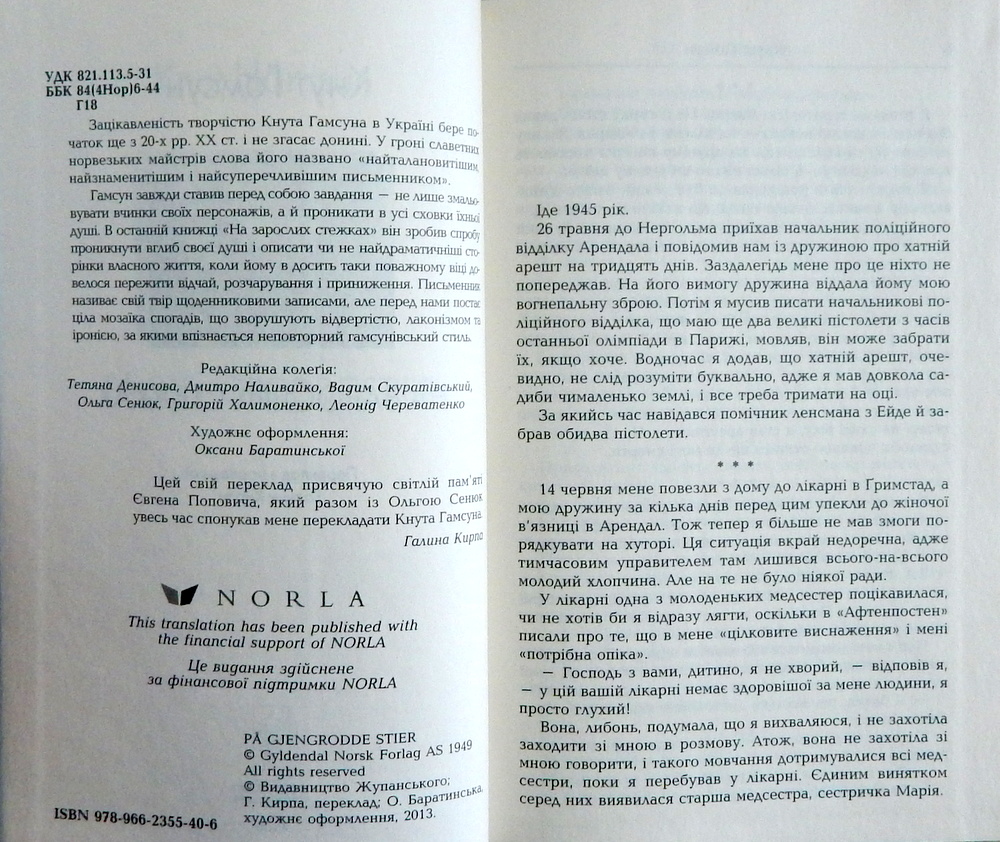 УДК 821.113.5-31
ББК 84(4Нор)6-44
Г18
Зацікавленість творчістю Кнута Гамсуна в Україні бере по-
чаток ще з 20-х рр. ХХ ст. і не згасає донині. У гроні славетних
норвезьких майстрів слова його названо «найталановитішим,
найзнаменитішим і найсуперечливішим письменником».
Гамсун завжди ставив перед собою завдання — не лише змальо-
вувати вчинки своїх персонажів, а й проникати в усі сховки їхньої
душі. В останній книжці «На зарослих стежках» він зробив спробу
проникнути вглиб своєї душі і описати чи не найдраматичніші сто-
рінки власного життя, коли йому в досить таки поважному віці до-
велося пережити відчай, розчарування і приниження. Письменник
називає свій твір щоденниковими записами, але перед нами постає
ціла мозаїка спогадів, що зворушують відвертістю, лаконізмом та
іронією, за якими впізнається неповторний гамсунівський стиль.
Редакційна колегія:
Тетяна Денисова, Дмитро Наливайко, Вадим Скуратівський,
Ольга Сенюк, Григорій Халимоненко, Леонід Череватенко
Художнє оформлення:
Оксани Баратинської
Цей свій переклад присвячую світлій пам'яті
Євгена Поповича, який разом із Ольгою Сенюк
увесь час спонукав мене перекладати Кнута Гамсуна.
Галина Кирпа
NORLA
This translation has been published with
the financial support of NORLA
Це видання здійснене
за фінансової підтримки NORLA
PÅ GJENGRODDE STIER
© Gyldendal Norsk Forlag AS 1949
All rights reserved
© Видавництво Жупанського;
Г. Кирпа, переклад; О. Баратинська,
художнє оформлення, 2013.
ISBN 978-966-2355-40-6
Іде 1945 рік.
26 травня до Нергольма приїхав начальник поліційного
відділку Арендала і повідомив нам із дружиною про хатній
арешт на тридцять днів. Заздалегідь мене про це ніхто не
попереджав. На його вимогу дружина віддала йому мою
вогнепальну зброю. Потім я мусив писати начальникові по-
ліційного відділка, що маю ще два великі пістолети з часів
останньої олімпіади в Парижі, мовляв, він може забрати
їх, якщо хоче. Водночас я додав, що хатній арешт, оче-
видно, не слід розуміти буквально, адже я мав довкола са-
диби чималенько землі, і все треба тримати на оці.
За якийсь час навідався помічник ленсмана з Ейде й за-
брав обидва пістолети.
* * *
14 червня мене повезли з дому до лікарні в Грімстад, а
мою дружину за кілька днів перед цим упекли до жіночої
в'язниці в Арендал. Тож тепер я більше не мав змоги по-
рядкувати на хуторі. Ця ситуація вкрай недоречна, адже
тимчасовим управителем там лишився всього-на-всього
молодий хлопчина. Але на те не було ніякої ради.
У лікарні одна з молоденьких медсестер поцікавилася,
чи не хотів би я відразу лягти, оскільки в «Афтенпостен»
писали про те, що в мене «цілковите виснаження» і мені
«потрібна опіка».
— Господь з вами, дитино, я не хворий, — відповів я,
— у цій вашій лікарні немає здоровішої за мене людини, я
просто глухий!
Вона, либонь, подумала, що я вихваляюся, і не захотіла
заходити зі мною в розмову. Атож, вона не захотіла зі
мною говорити, і такого мовчання дотримувалися всі мед-
сестри, поки я перебував у лікарні. Єдиним винятком
серед них виявилася старша медсестра, сестричка Марія.